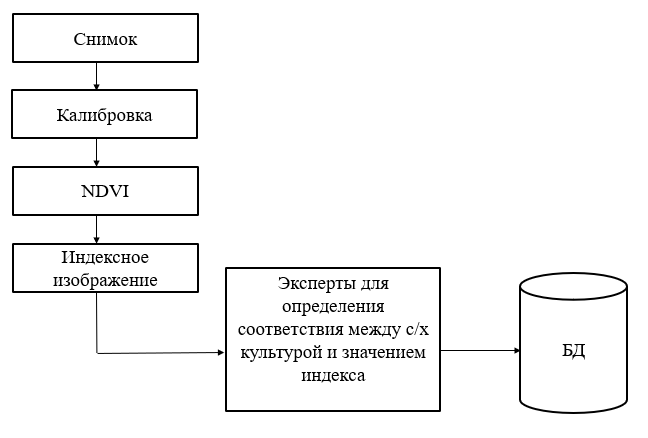 Снимок
Калибровка
NDVI
Индексное
изображение
Эксперты для
определения
соответствия между с/х
культурой и значением
индекса
БД